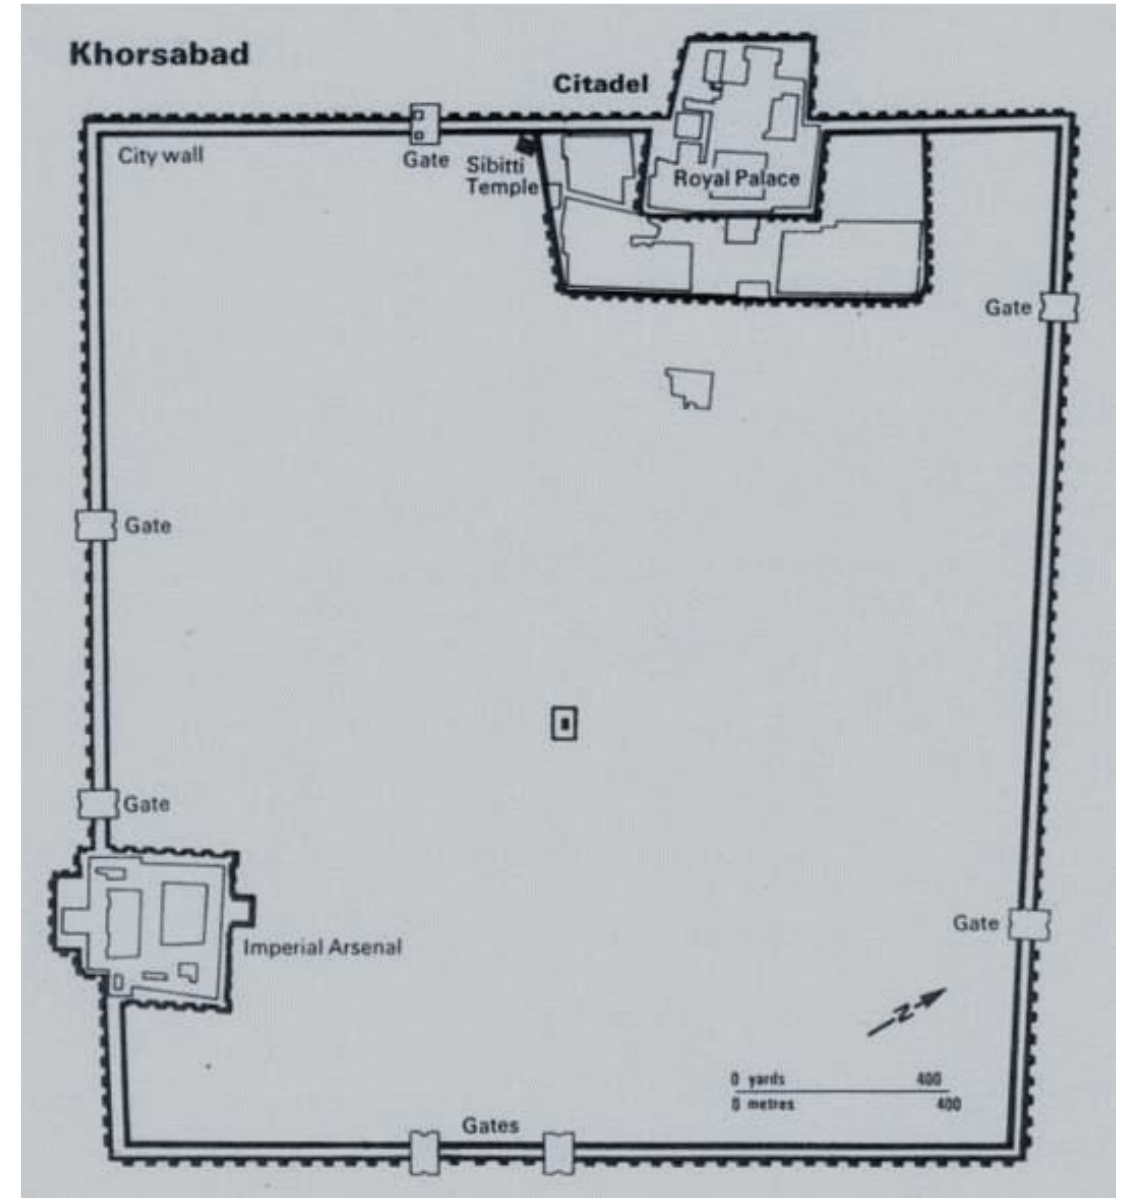 Khorsabad
Citadel
City wall
Gate
Sibitti
Temple
Royal Palace
Gate
Gate
Gate
Imperial Arsenal
Gate
N
0 yards 400
0 metres 400
Gates